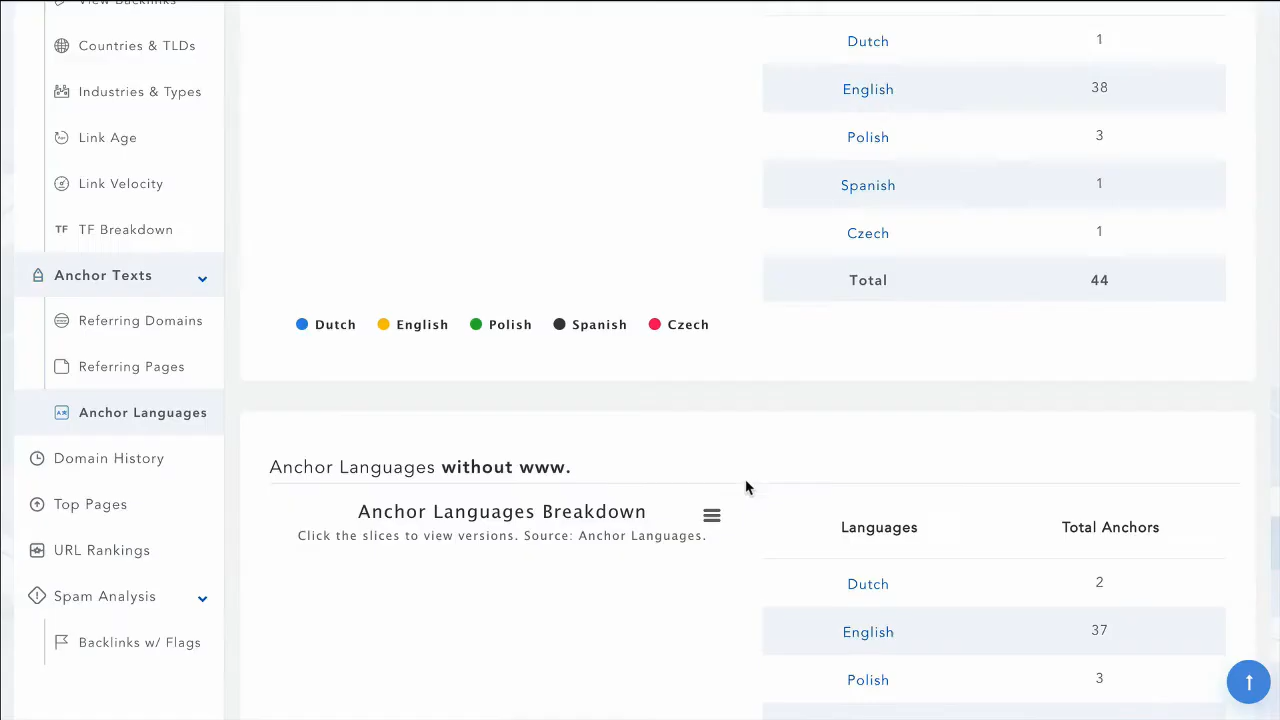 View Backlinks
Countries & TLDs
Industries & Types
Link Age
Link Velocity
TF TF Breakdown
Anchor Texts
Referring Domains
Referring Pages
Anchor Languages
Domain History
Top Pages
URL Rankings
Spam Analysis
Backlinks w/ Flags
Dutch 1
English 38
Polish 3
Spanish 1
Czech 1
Total 44
Dutch English Polish Spanish Czech
Anchor Languages without www.
Anchor Languages Breakdown
Click the slices to view versions. Source: Anchor Languages.
Languages Total Anchors
Dutch 2
English 37
Polish 3